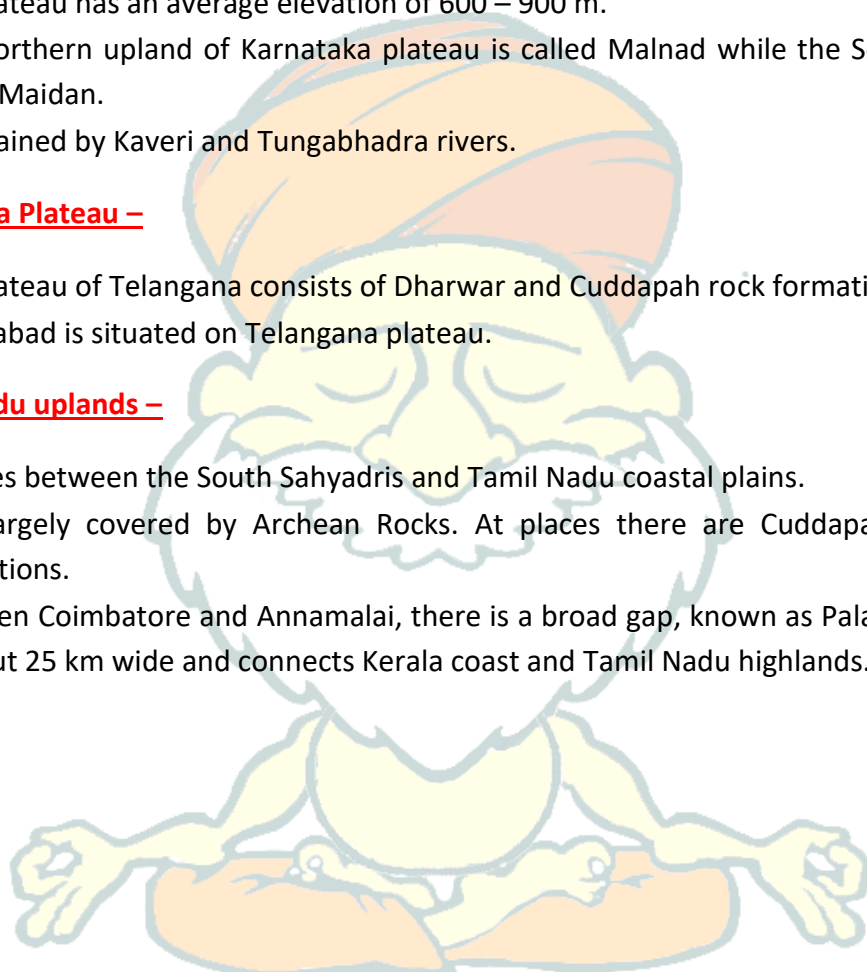 ateau has an average elevation of 600 – 900 m.
orthern upland of Karnataka plateau is called Malnad while the S
Maidan.
ained by Kaveri and Tungabhadra rivers.
a Plateau –
ateau of Telangana consists of Dharwar and Cuddapah rock formati
abad is situated on Telangana plateau.
du uplands –
es between the South Sahyadris and Tamil Nadu coastal plains.
argely covered by Archean Rocks. At places there are Cuddapa
tions.
en Coimbatore and Annamalai, there is a broad gap, known as Pala
ut 25 km wide and connects Kerala coast and Tamil Nadu highlands.